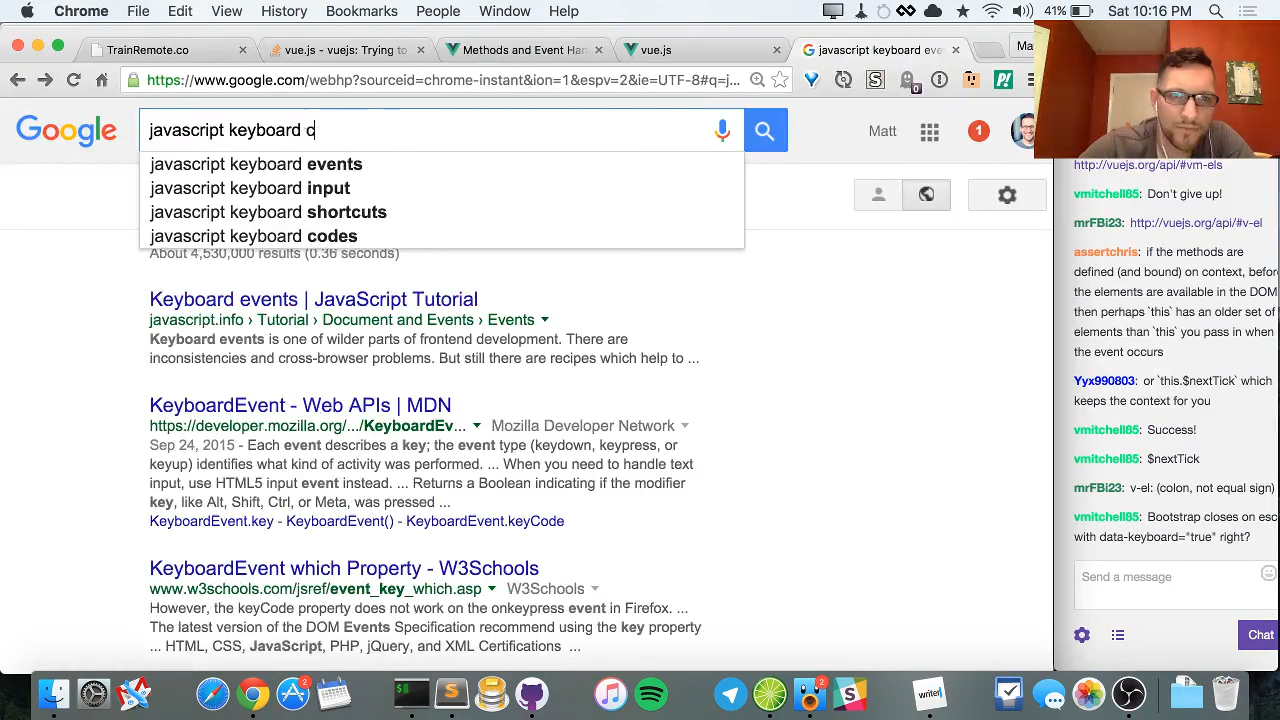 Chrome File Edit View History Bookmarks People Window Help
41% Sat 10:16 PM
TrainRemote.co
vue.js - vuejs: Trying to
Methods and Event Han
vue.js
javascript keyboard eve
https://www.google.com/webhp?sourceid=chrome-instant&ion=1&espv=2&ie=UTF-8#q=j...
Google
javascript keyboard c
Matt
1
javascript keyboard events
javascript keyboard input
javascript keyboard shortcuts
javascript keyboard codes
About 4,530,000 results (0.36 seconds)
Keyboard events | JavaScript Tutorial
javascript.info › Tutorial › Document and Events › Events
Keyboard events is one of wilder parts of frontend development. There are
inconsistencies and cross-browser problems. But still there are recipes which help to ...
KeyboardEvent - Web APIs | MDN
https://developer.mozilla.org/.../KeyboardEv... Mozilla Developer Network
Sep 24, 2015 - Each event describes a key; the event type (keydown, keypress, or
keyup) identifies what kind of activity was performed. ... When you need to handle text
input, use HTML5 input event instead. ... Returns a Boolean indicating if the modifier
key, like Alt, Shift, Ctrl, or Meta, was pressed ...
KeyboardEvent.key - KeyboardEvent() - KeyboardEvent.keyCode
KeyboardEvent which Property - W3Schools
www.w3schools.com/jsref/event_key_which.asp W3Schools
However, the keyCode property does not work on the onkeypress event in Firefox. ...
The latest version of the DOM Events Specification recommend using the key property
... HTML, CSS, JavaScript, PHP, jQuery, and XML Certifications ...
http://vuejs.org/api/#vm-els
vmitchell85: Don't give up!
mrFBi23: http://vuejs.org/api/#v-el
assertchris: if the methods are
defined (and bound) on context, before
the elements are available in the DOM
then perhaps `this` has an older set of
elements than `this` you pass in when
the event occurs
Yyx990803: or `this.$nextTick` which
keeps the context for you
vmitchell85: Success!
vmitchell85: $nextTick
mrFBi23: v-el: (colon, not equal sign)
vmitchell85: Bootstrap closes on esc
with data-keyboard="true" right?
Send a message
Chat
2
2
writer